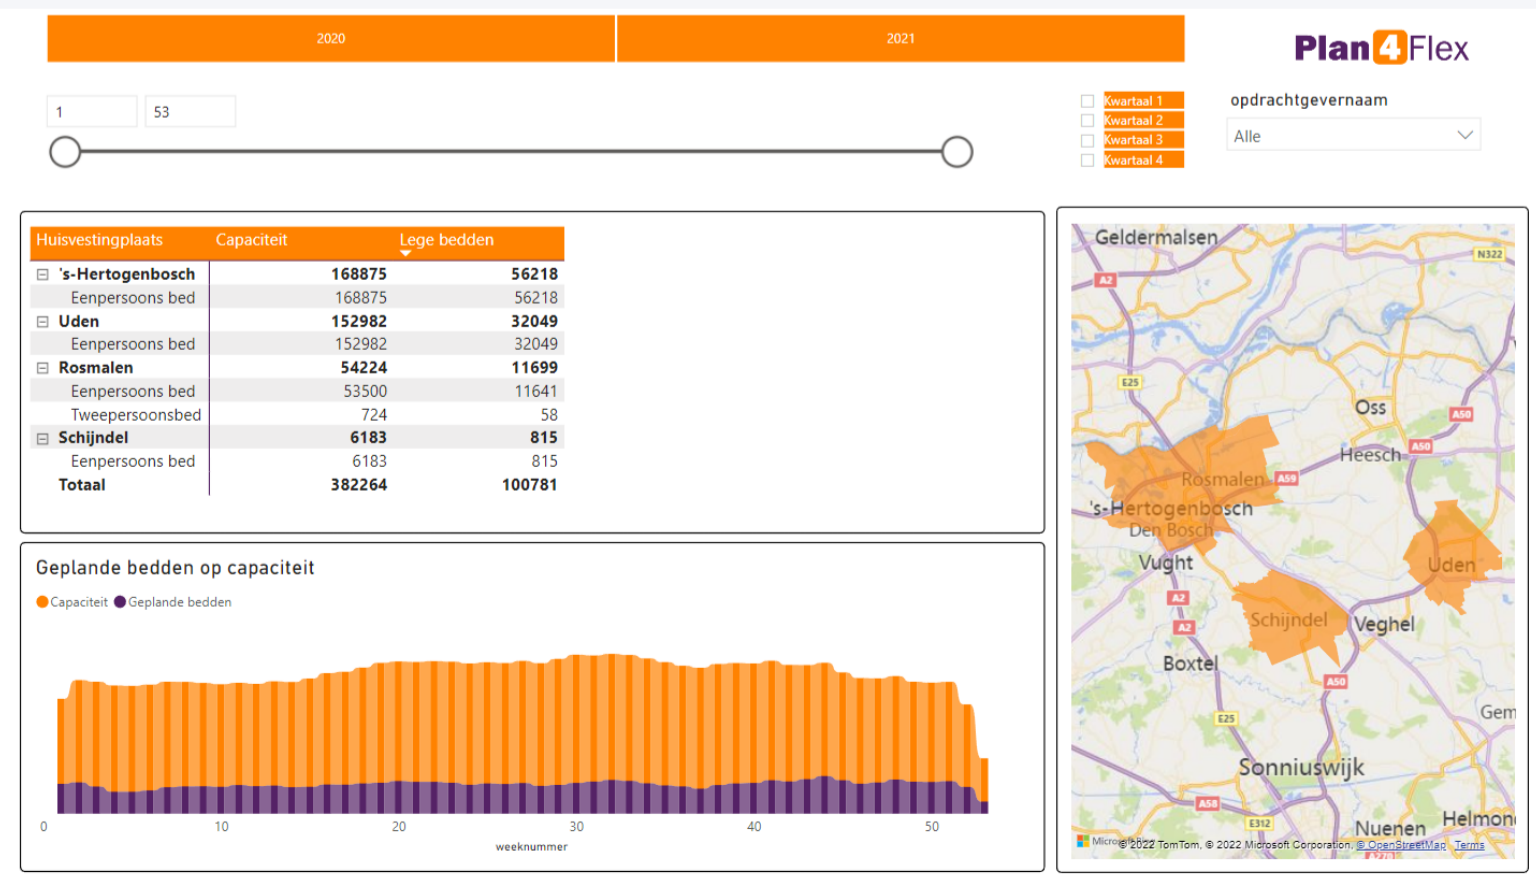 2020
2021
Plan4Flex
1
53
Kwartaal 1
Kwartaal 2
Kwartaal 3
Kwartaal 4
opdrachtgevernaam
Alle
Huisvestingplaats Capaciteit Lege bedden
's-Hertogenbosch 168875 56218
Eenpersoons bed 168875 56218
Uden 152982 32049
Eenpersoons bed 152982 32049
Rosmalen 54224 11699
Eenpersoons bed 53500 11641
Tweepersoonsbed 724 58
Schijndel 6183 815
Eenpersoons bed 6183 815
Totaal 382264 100781
Geplande bedden op capaciteit
Capaciteit Geplande bedden
0 10 20 30 40 50
weeknummer
Geldermalsen
N322
A2
E25
Oss
A50
A50
Heesch
Rosmalen
A59
's-Hertogenbosch
Den Bosch
Vught
Uden
A2
Schijndel
Veghel
A2
Boxtel
A50
Gem
E25
Sonniuswijk
A58
E312
Helmon
Nuenen
© 2022 TomTom, © 2022 Microsoft Corporation, © OpenStreetMap Terms
A270